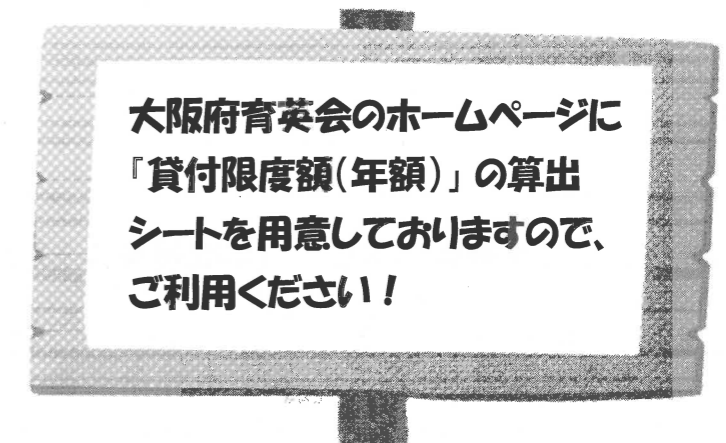 大阪府育英会のホームページに
『貸付限度額(年額)」の算出
シートを用意しておりますので、
ご利用ください!